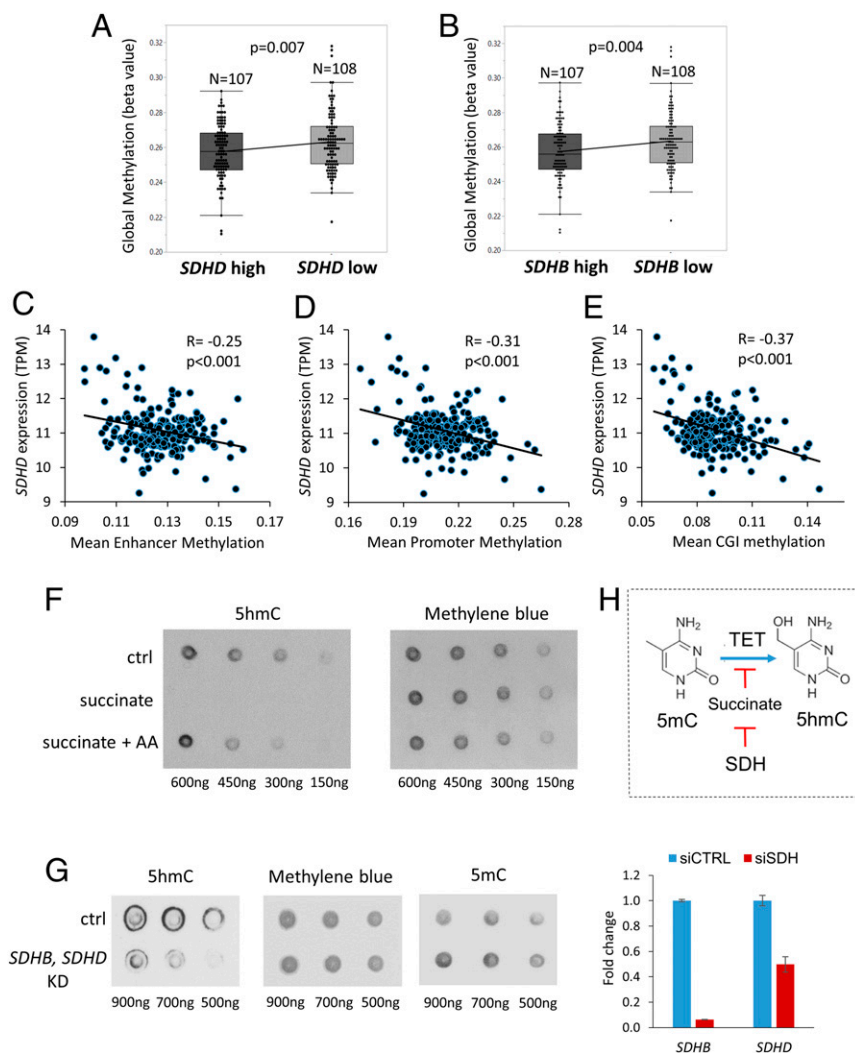 A
Global Methylation (beta value)
0.32
0.30
0.28
0.26
0.24
0.22
0.20
p=0.007
N=107
N=108
SDHD high
SDHD low
B
Global Methylation (beta value)
0.32
0.30
0.28
0.26
0.24
0.22
0.20
p=0.004
N=107
N=108
SDHB high
SDHB low
C
SDHD expression (TPM)
14
13
12
11
10
9
R= -0.25
p<0.001
0.09 0.11 0.13 0.15 0.17
Mean Enhancer Methylation
D
SDHD expression (TPM)
14
13
12
11
10
9
R= -0.31
p<0.001
0.16 0.19 0.22 0.25 0.28
Mean Promoter Methylation
E
SDHD expression (TPM)
14
13
12
11
10
9
R= -0.37
p<0.001
0.05 0.08 0.11 0.14
Mean CGI methylation
F
5hmC
Methylene blue
ctrl
succinate
succinate + AA
600ng 450ng 300ng 150ng
600ng 450ng 300ng 150ng
H
NH2
N
O
N
H
5mC
TET
Succinate
SDH
OH
NH2
N
O
N
H
5hmC
G
5hmC
Methylene blue
5mC
ctrl
SDHB, SDHD
KD
900ng 700ng 500ng
900ng 700ng 500ng
900ng 700ng 500ng
siCTRL siSDH
Fold change
1.2
1.0
0.8
0.6
0.4
0.2
0.0
SDHB
SDHD